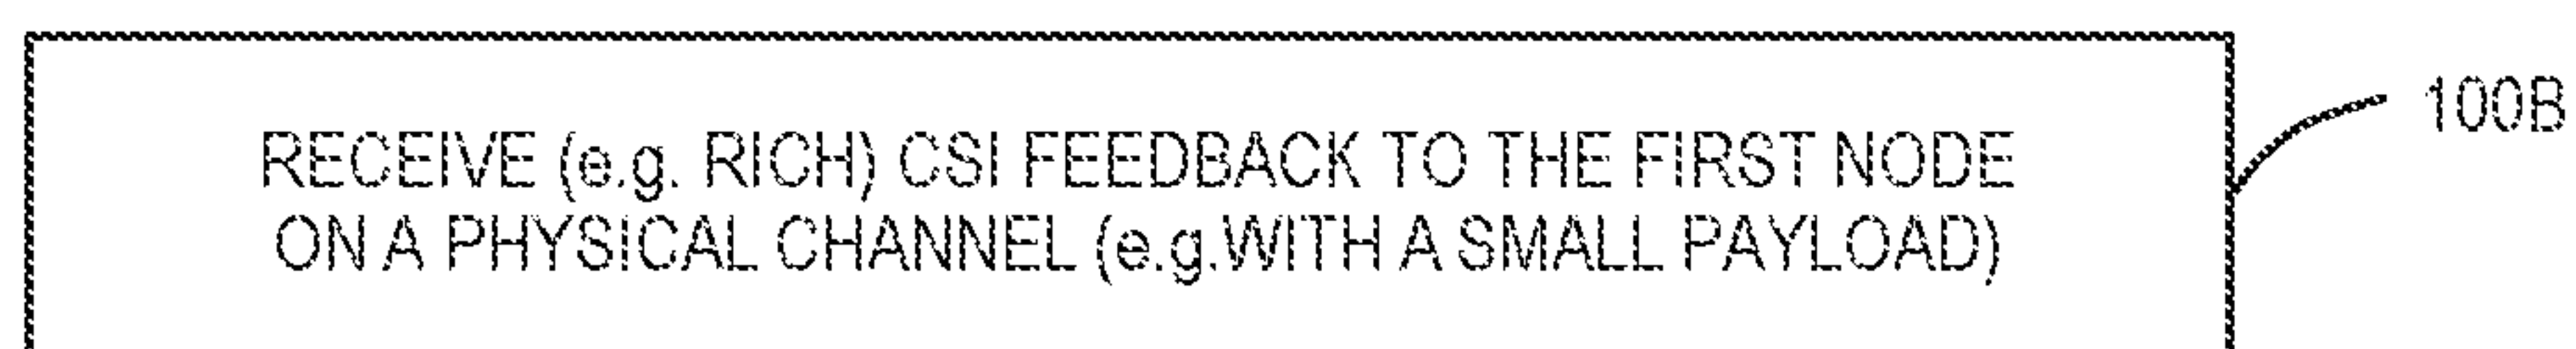 100B
RECEIVE (e.g. RICH) CSI FEEDBACK TO THE FIRST NODE
ON A PHYSICAL CHANNEL (e.g.WITH A SMALL PAYLOAD)